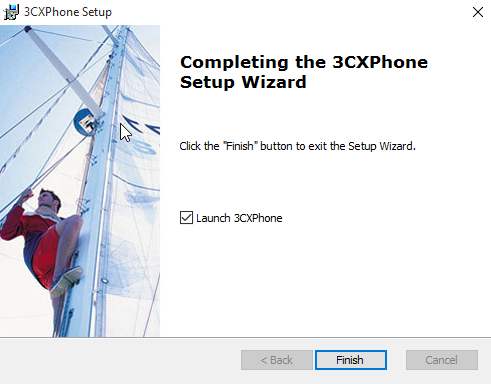 3CXPhone Setup
Completing the 3CXPhone
Setup Wizard
Click the "Finish" button to exit the Setup Wizard.
Launch 3CXPhone
< Back
Finish
Cancel